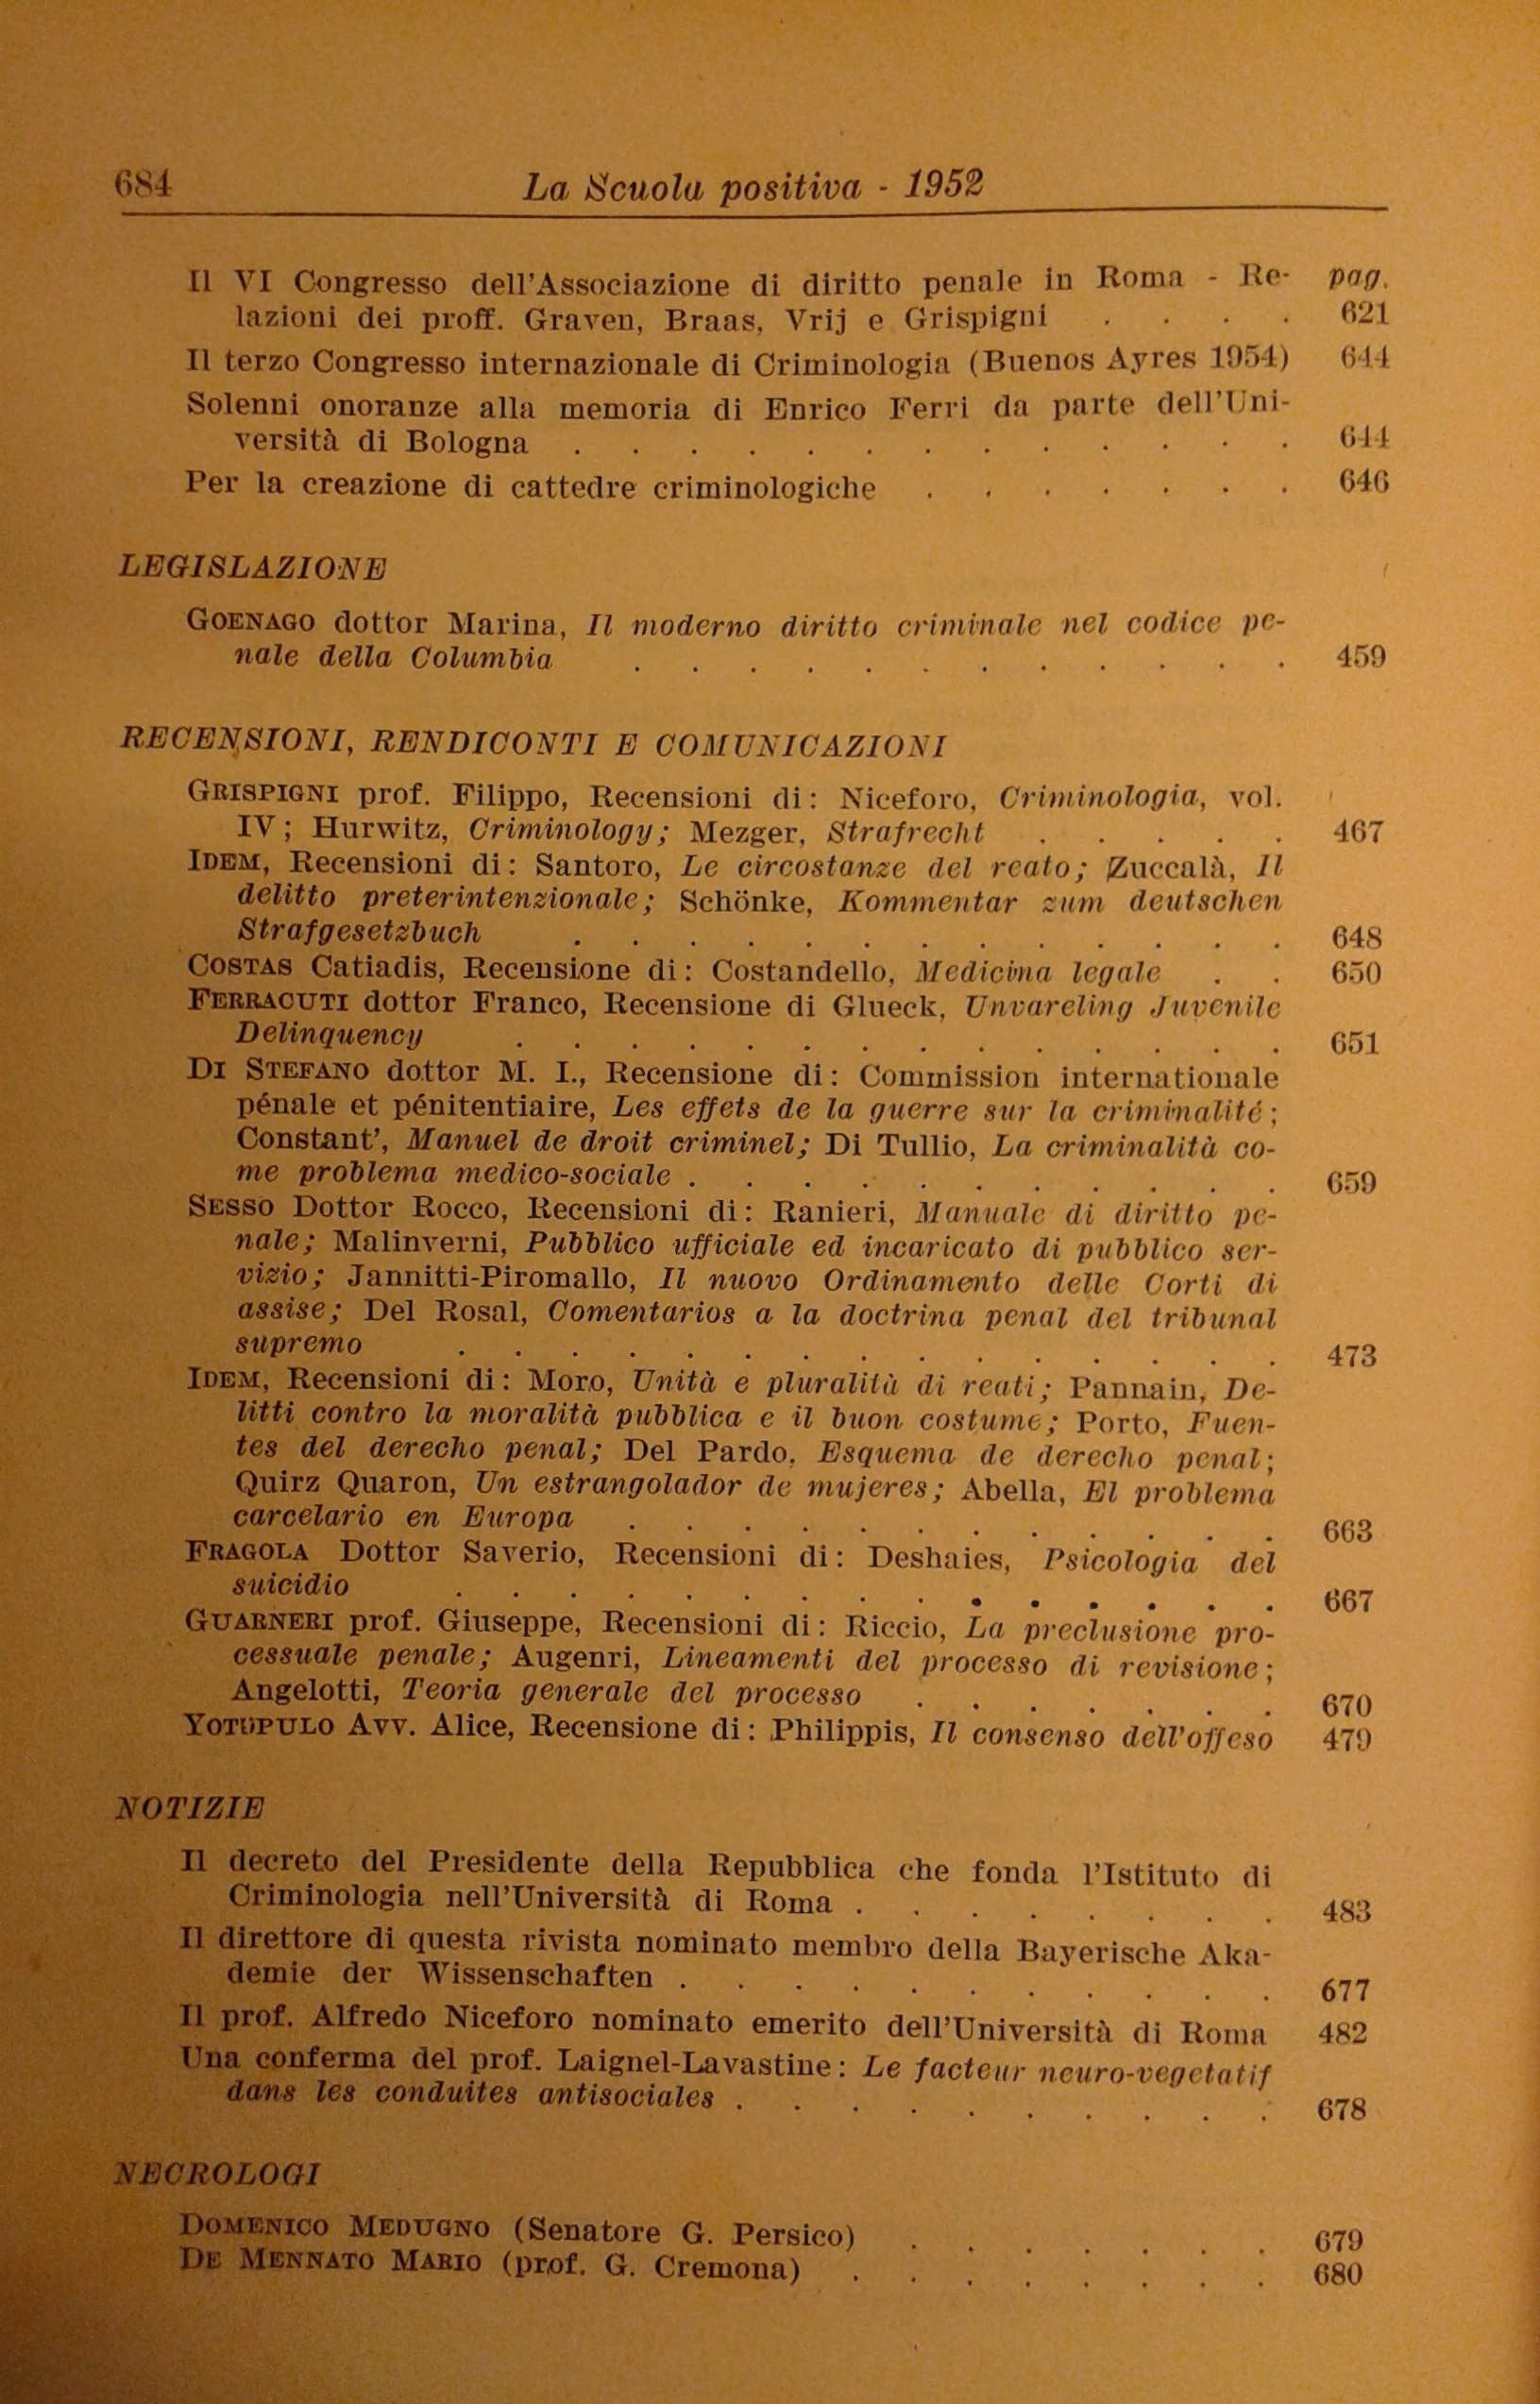 684 La Scuola positiva - 1952
Il VI Congresso dell'Associazione di diritto penale in Roma - Re- pag.
lazioni dei proff. Graven, Braas, Vrij e Grispigni . . . . 621
Il terzo Congresso internazionale di Criminologia (Buenos Ayres 1954) 644
Solenni onoranze alla memoria di Enrico Ferri da parte dell'Uni-
versità di Bologna . . . . . . . . . . . . . 644
Per la creazione di cattedre criminologiche . . . . . . . 646
LEGISLAZIONE
GOENAGO dottor Marina, Il moderno diritto criminale nel codice pe-
nale della Columbia . . . . . . . . . . . . 459
RECENSIONI, RENDICONTI E COMUNICAZIONI
GRISPIGNI prof. Filippo, Recensioni di: Niceforo, Criminologia, vol.
IV; Hurwitz, Criminology; Mezger, Strafrecht . . . . . 467
IDEM, Recensioni di: Santoro, Le circostanze del reato; Zuccalà, Il
delitto preterintenzionale; Schönke, Kommentar zum deutschen
Strafgesetzbuch . . . . . . . . . . . . . 648
COSTAS Catiadis, Recensione di: Costandello, Medicina legale . . 650
FERRACUTI dottor Franco, Recensione di Glueck, Unvareling Juvenile
Delinquency . . . . . . . . . . . . . . 651
DI STEFANO dottor M. I., Recensione di: Commission internationale
pénale et pénitentiaire, Les effets de la guerre sur la criminalité;
Constant', Manuel de droit criminel; Di Tullio, La criminalità co-
me problema medico-sociale . . . . . . . . . . . 659
SESSO Dottor Rocco, Recensioni di: Ranieri, Manuale di diritto pe-
nale; Malinverni, Pubblico ufficiale ed incaricato di pubblico ser-
vizio; Jannitti-Piromallo, Il nuovo Ordinamento delle Corti di
assise; Del Rosal, Comentarios a la doctrina penal del tribunal
supremo . . . . . . . . . . . . . . . 473
IDEM, Recensioni di: Moro, Unità e pluralità di reati; Pannain, De-
litti contro la moralità pubblica e il buon costume; Porto, Fuen-
tes del derecho penal; Del Pardo, Esquema de derecho penal;
Quirz Quaron, Un estrangolador de mujeres; Abella, El problema
carcelario en Europa . . . . . . . . . . . . 663
FRAGOLA Dottor Saverio, Recensioni di: Deshaies, Psicologia del
suicidio . . . . . . . . . . . . . . . 667
GUARNERI prof. Giuseppe, Recensioni di: Riccio, La preclusione pro-
cessuale penale; Augenri, Lineamenti del processo di revisione;
Angelotti, Teoria generale del processo . . . . . . . 670
YOTUPULO Avv. Alice, Recensione di: Philippis, Il consenso dell'offeso 479
NOTIZIE
Il decreto del Presidente della Repubblica che fonda l'Istituto di
Criminologia nell'Università di Roma . . . . . . . . 483
Il direttore di questa rivista nominato membro della Bayerische Aka-
demie der Wissenschaften . . . . . . . . . . . 677
Il prof. Alfredo Niceforo nominato emerito dell'Università di Roma 482
Una conferma del prof. Laignel-Lavastine: Le facteur neuro-vegetatif
dans les conduites antisociales . . . . . . . . . . 678
NECROLOGI
DOMENICO MEDUGNO (Senatore G. Persico) . . . . . . . 679
DE MENNATO MARIO (prof. G. Cremona) . . . . . . . . 680